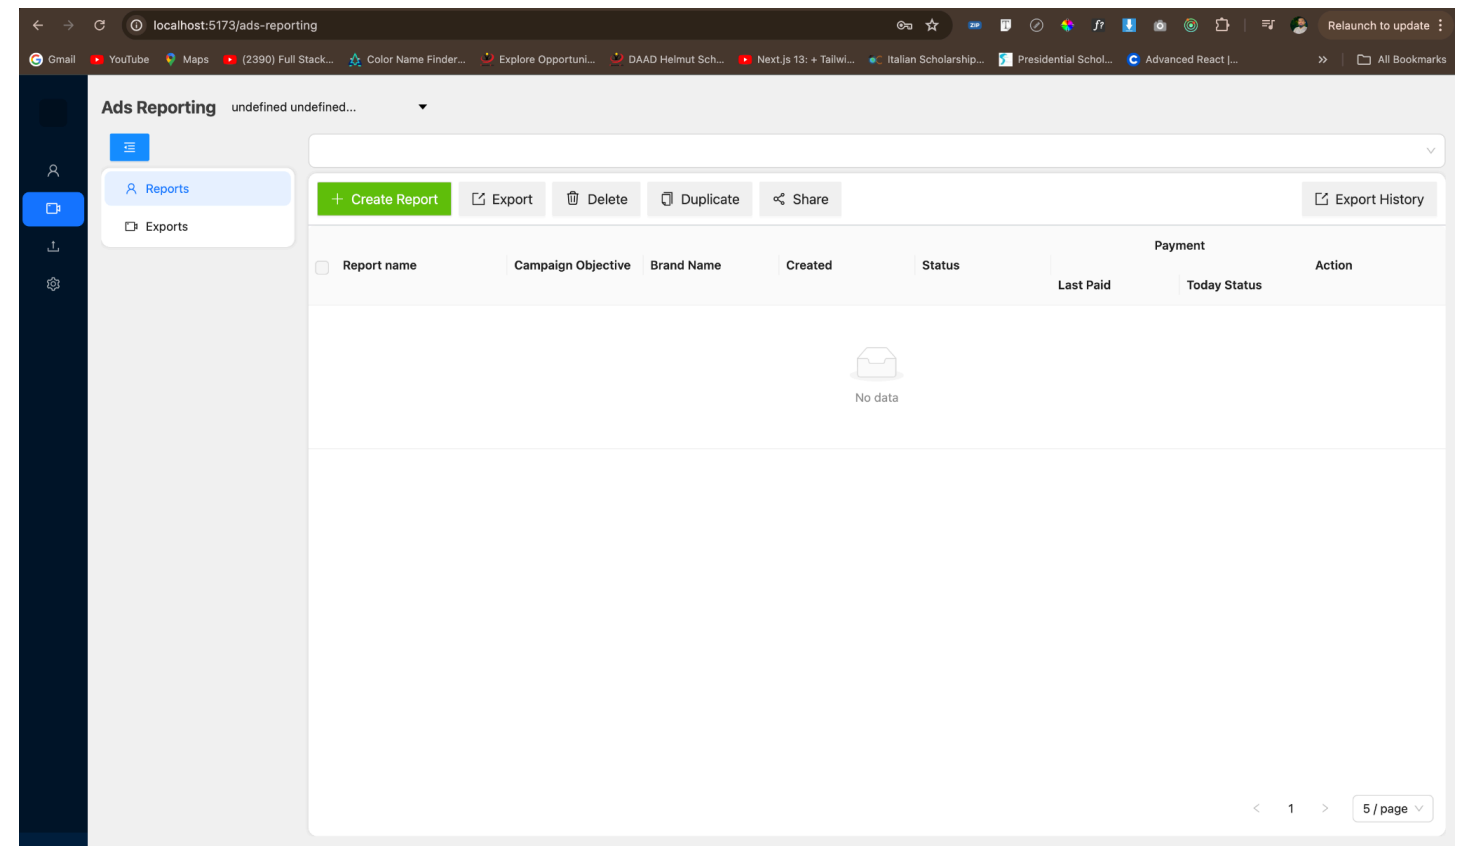 localhost:5173/ads-reporting
ZIP
f?
Relaunch to update
Gmail YouTube Maps (2390) Full Stack... Color Name Finder... Explore Opportuni... DAAD Helmut Sch... Next.js 13: + Tailwi... Italian Scholarship... Presidential Schol... Advanced React |... All Bookmarks
Ads Reporting undefined undefined...
Reports
Exports
+ Create Report Export Delete Duplicate Share Export History
Payment
Report name Campaign Objective Brand Name Created Status Action
Last Paid Today Status
No data
< 1 > 5 / page